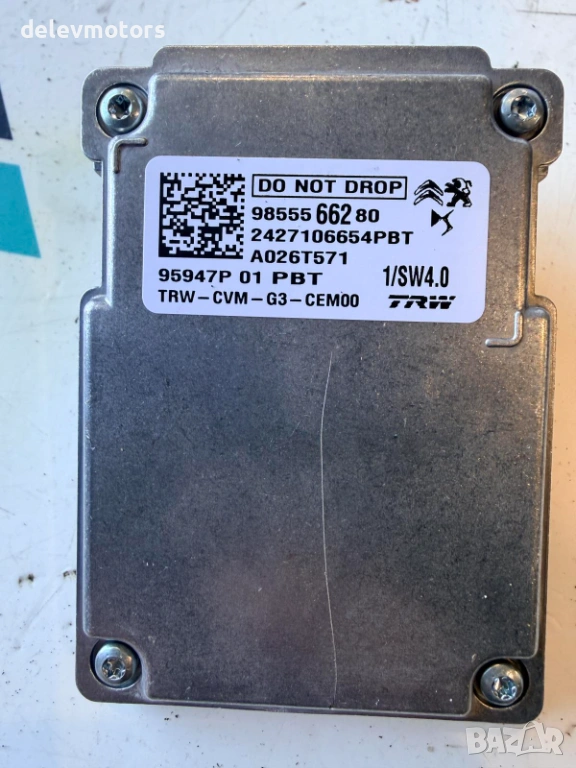 delevmotors
DO NOT DROP
98555 662 80
2427106654PBT
A026T571
95947P 01 PBT 1/SW4.0
TRW-CVM-G3-CEM00 TRW
BAZAR